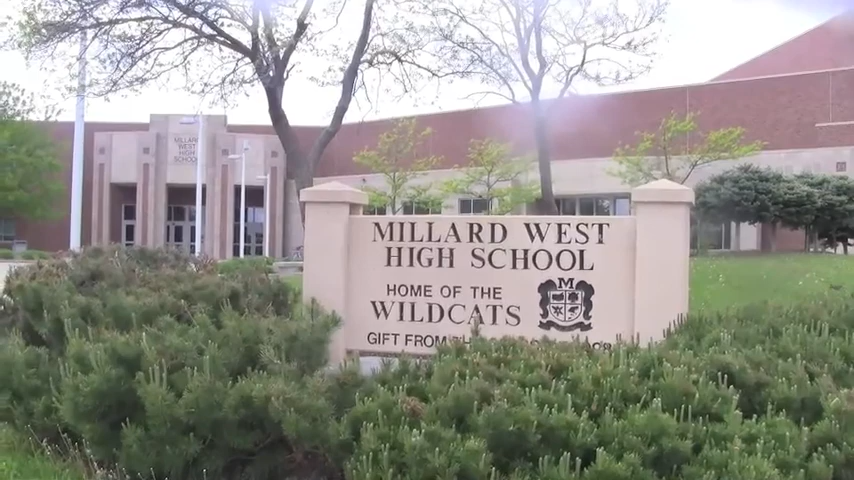 MILLARD
WEST
HIGH
SCHOOL
MILLARD WEST
HIGH SCHOOL
M
HOME OF THE
WILDCATS
GIFT FROM